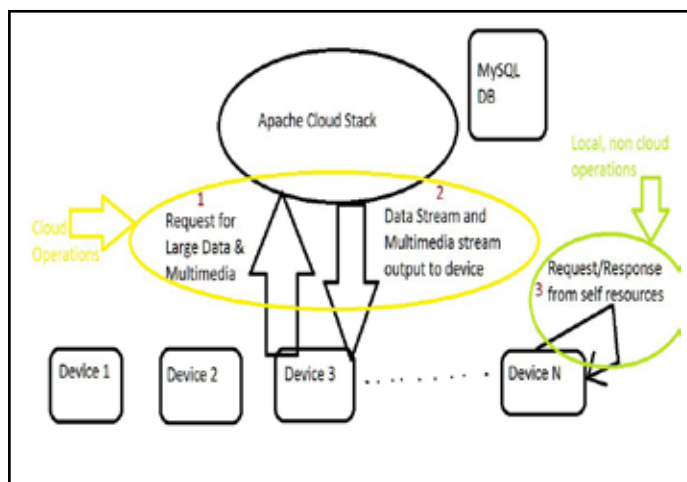 MySQL
DB
Apache Cloud Stack
Local, non cloud
operations
1
2
Cloud
Operations
Request for
Large Data &
Multimedia
Data Stream and
Multimedia stream
output to device
Request/Response
3 from self resources
Device 1
Device 2
Device 3
Device N